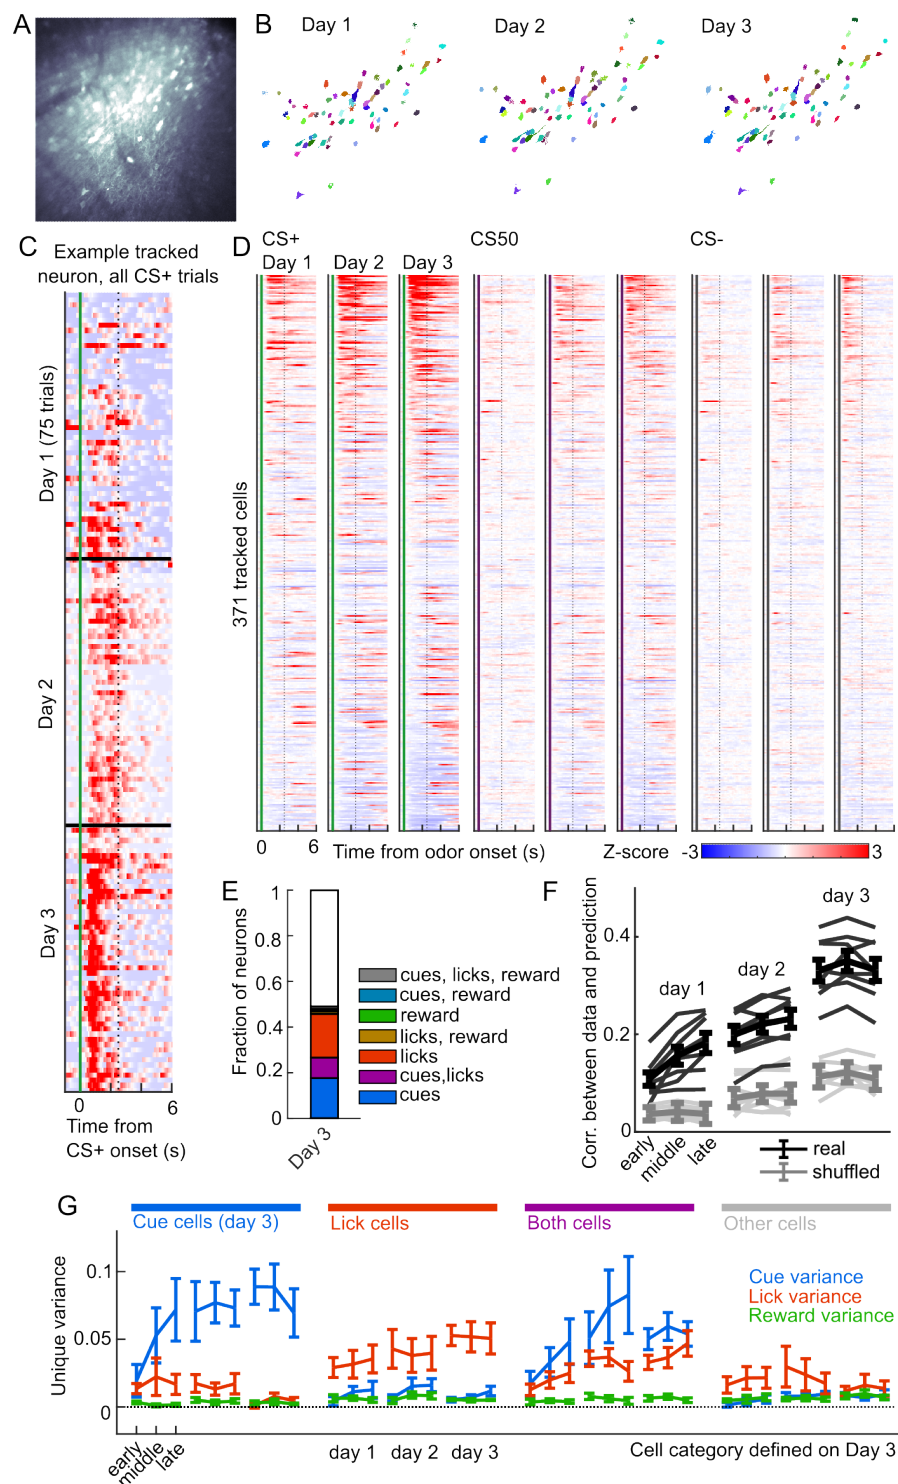 A
B
Day 1
Day 2
Day 3
C
Example tracked
neuron, all CS+ trials
Day 1 (75 trials)
Day 2
Day 3
0
6
Time from
CS+ onset (s)
D
CS+
CS50
CS-
Day 1
Day 2
Day 3
371 tracked cells
0
6
Time from odor onset (s)
Z-score
-3
3
E
Fraction of neurons
1
0.8
0.6
0.4
0.2
0
Day 3
cues, licks, reward
cues, reward
reward
licks, reward
licks
cues,licks
cues
F
Corr. between data and prediction
0.4
0.2
0
day 1
day 2
day 3
early
middle
late
real
shuffled
G
Cue cells (day 3)
Lick cells
Both cells
Other cells
Unique variance
0.1
0.05
0
Cue variance
Lick variance
Reward variance
early
middle
late
day 1
day 2
day 3
Cell category defined on Day 3